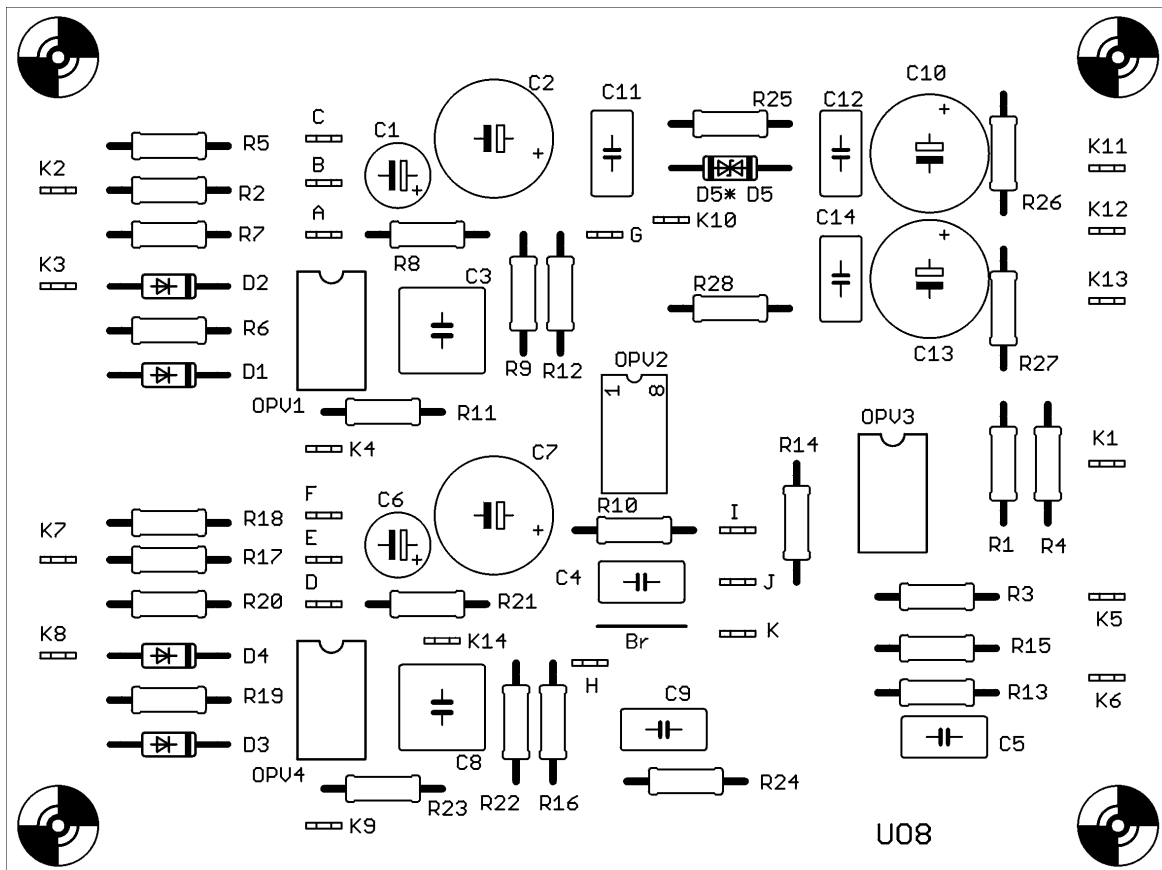 C2
C11
R25
C12
C10
C
C1
R5
K2
B
R2
D5* D5
K11
R26
A
R7
K10
C14
K12
G
K3
R8
D2
C3
R28
K13
R6
C13
R9
R12
OPV2
R27
D1
1 8
OPV1
R11
OPV3
K4
C7
R14
K1
F
C6
R10
I
K7
R18
E
R17
R1
R4
D
C4
J
R20
R21
R3
K8
K14
Br
K
K5
D4
R15
H
R19
C9
R13
K6
D3
C8
C5
OPV4
R23
R22
R16
R24
K9
U08